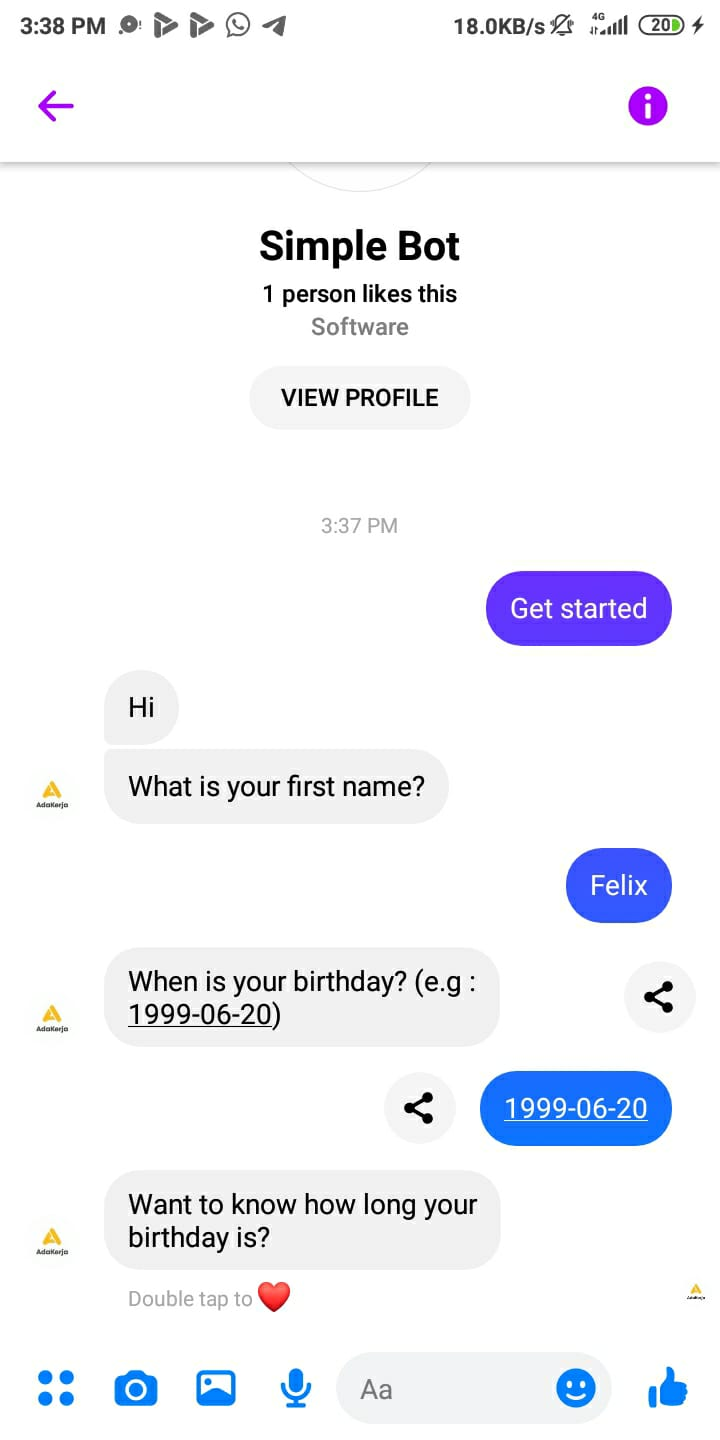 3:38 PM 18.0KB/s 4G 20
Simple Bot
1 person likes this
Software
VIEW PROFILE
3:37 PM
Get started
Hi
What is your first name?
AdaKerja
Felix
When is your birthday? (e.g :
1999-06-20)
AdaKerja
1999-06-20
Want to know how long your
birthday is?
AdaKerja
Double tap to
AdaKerja
Aa